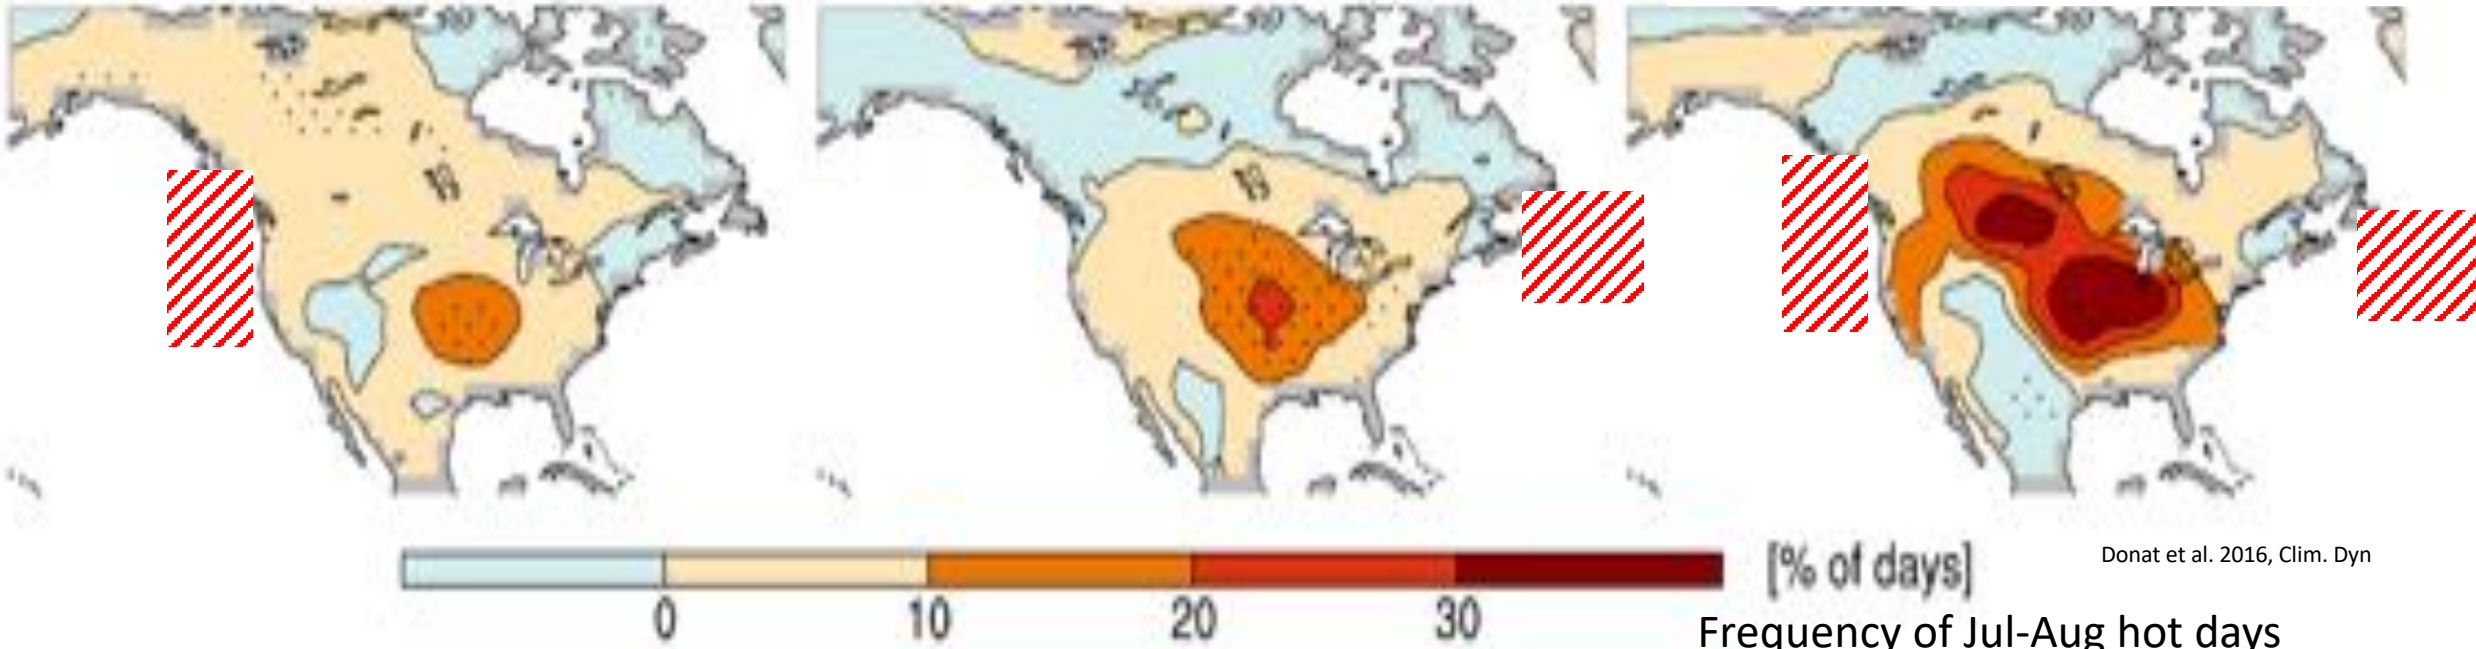 0 10 20 30
[% of days]
Donat et al. 2016, Clim. Dyn
Frequency of Jul-Aug hot days